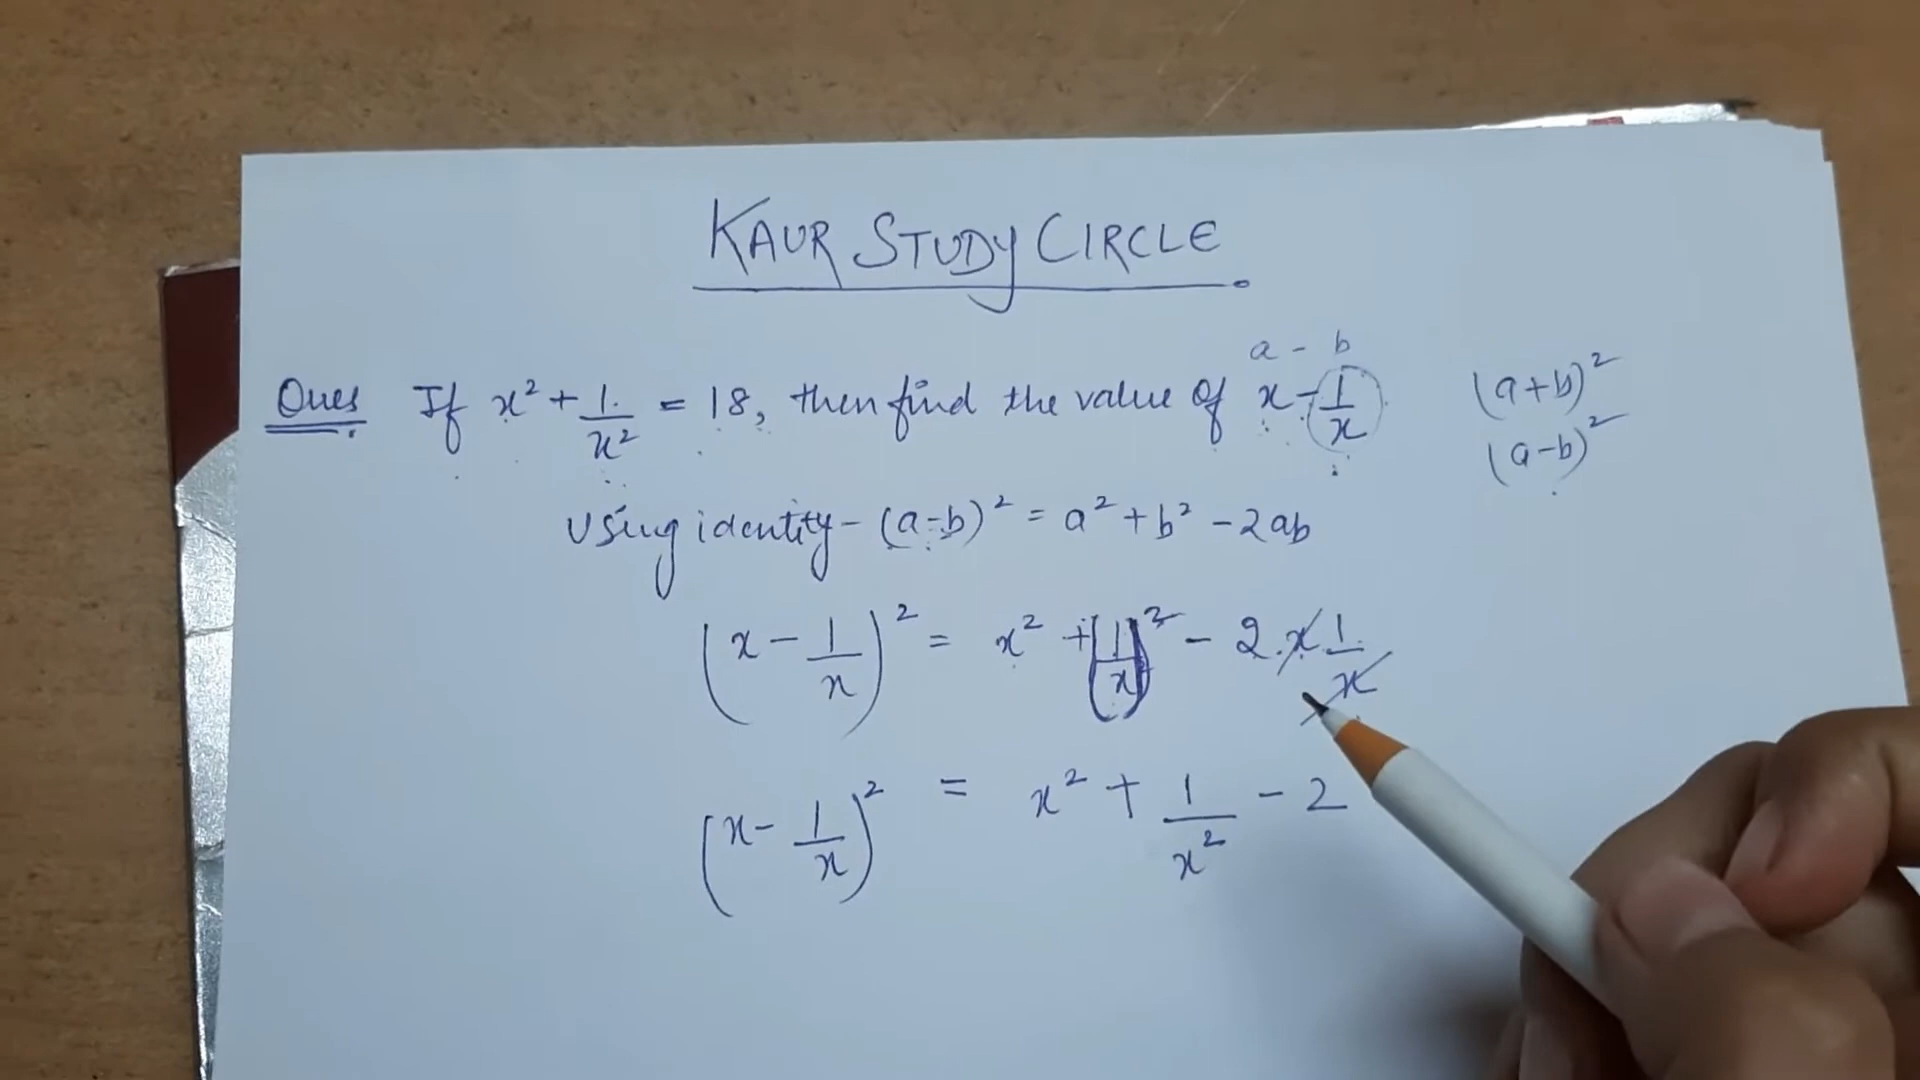 KAUR STUDY CIRCLE
a - b
Ques If x² + 1/x² = 18, then find the value of x - 1/x
(a+b)²
(a-b)²
Using identity - (a-b)² = a² + b² - 2ab
(x - 1/x)² = x² + (1/x)² - 2.x 1/x
(x - 1/x)² = x² + 1/x² - 2